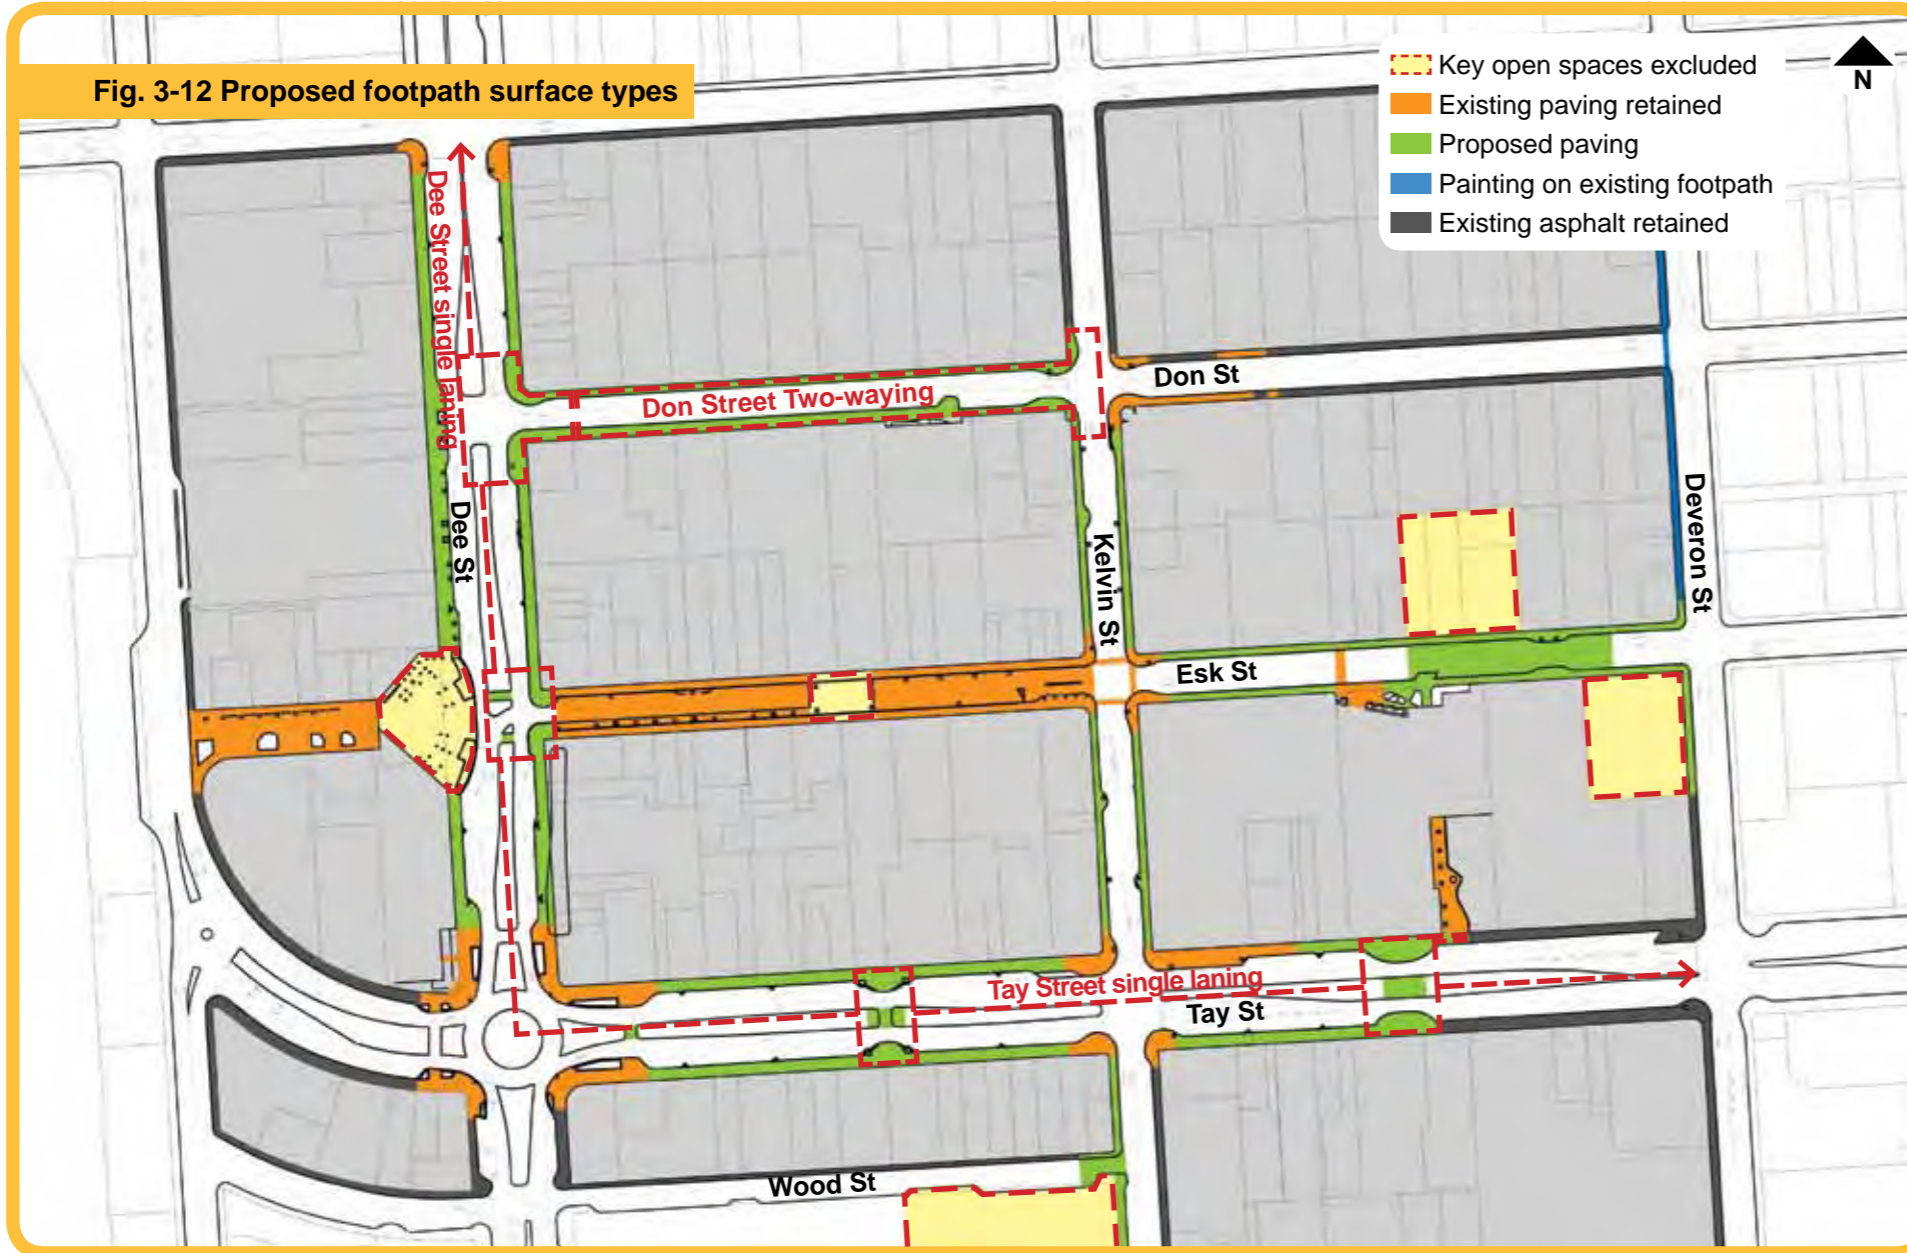 Fig. 3-12 Proposed footpath surface types
Key open spaces excluded
Existing paving retained
Proposed paving
Painting on existing footpath
Existing asphalt retained
N
Dee Street single laning
Don Street Two-waying
Don St
Dee St
Kelvin St
Deveron St
Esk St
Tay Street single laning
Tay St
Wood St